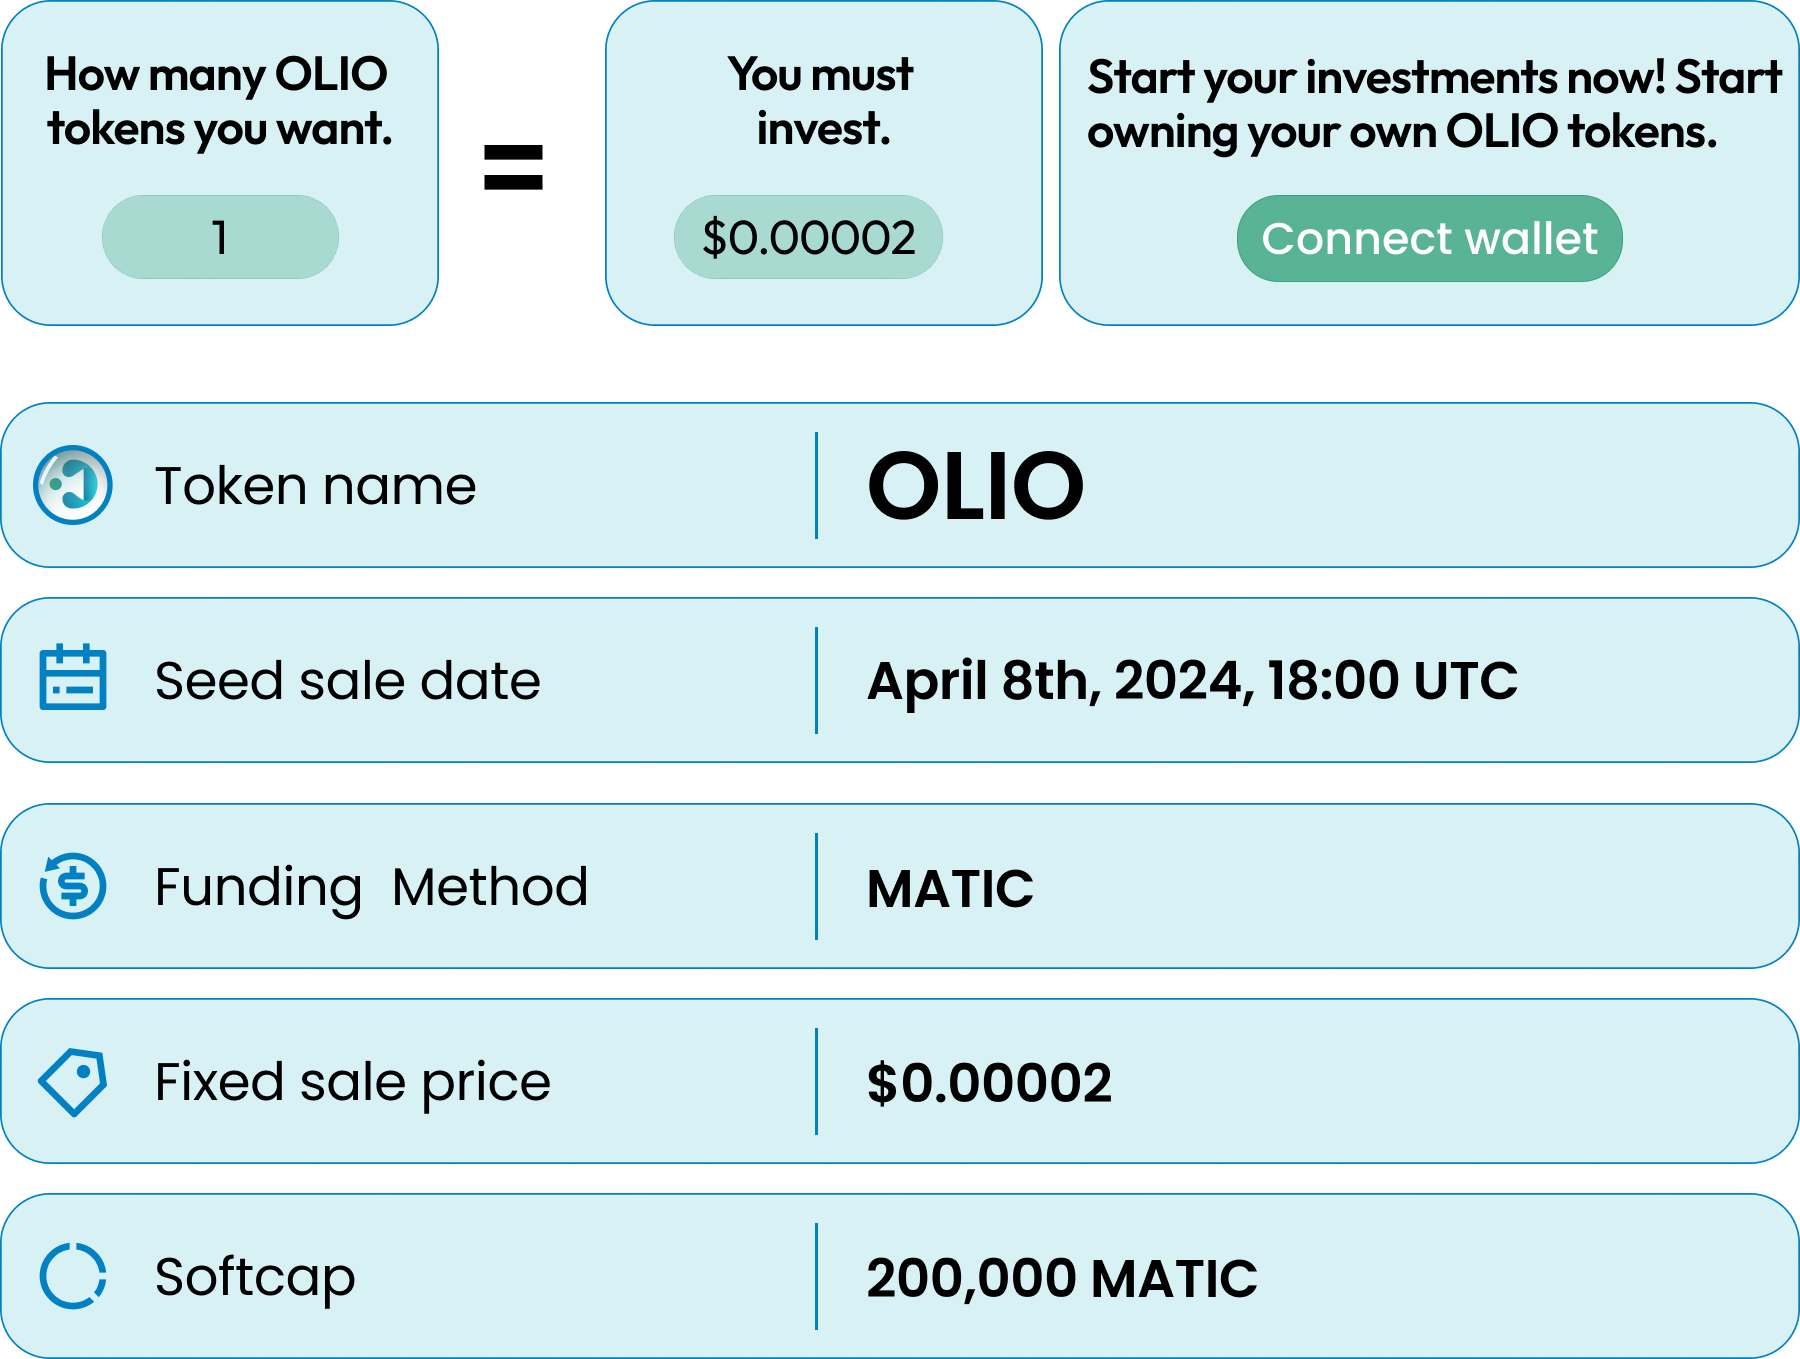 How many OLIO
tokens you want.
1
=
You must
invest.
$0.00002
Start your investments now! Start
owning your own OLIO tokens.
Connect wallet
Token name
OLIO
Seed sale date
April 8th, 2024, 18:00 UTC
Funding  Method
MATIC
Fixed sale price
$0.00002
Softcap
200,000 MATIC